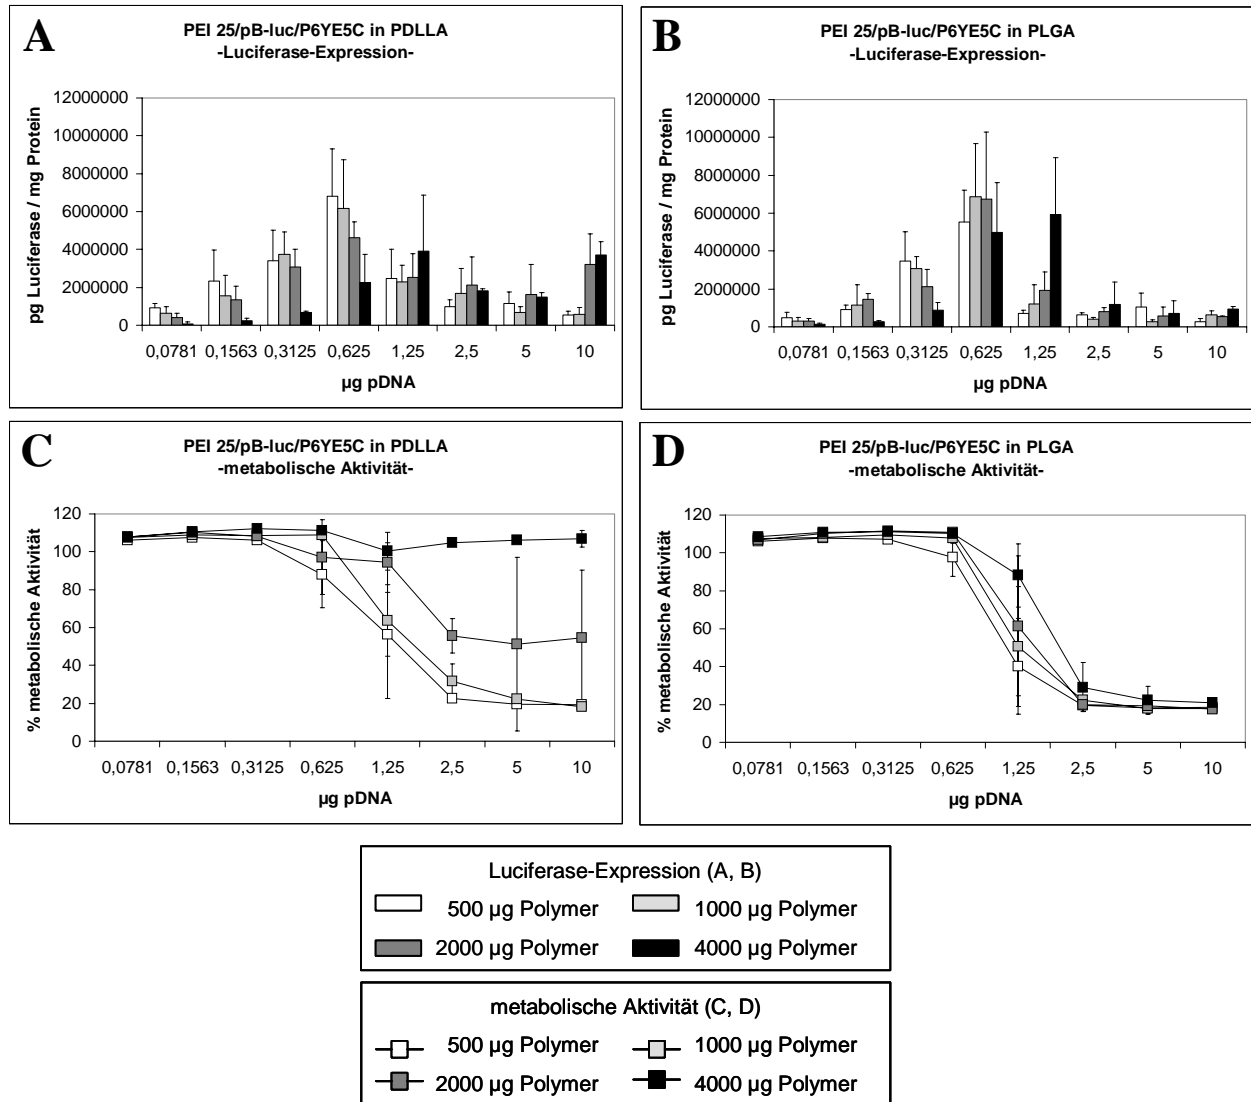 A
PEI 25/pB-luc/P6YE5C in PDLLA
-Luciferase-Expression-
pg Luciferase / mg Protein
12000000
10000000
8000000
6000000
4000000
2000000
0
0,0781 0,1563 0,3125 0,625 1,25 2,5 5 10
µg pDNA
B
PEI 25/pB-luc/P6YE5C in PLGA
-Luciferase-Expression-
pg Luciferase / mg Protein
12000000
10000000
8000000
6000000
4000000
2000000
0
0,0781 0,1563 0,3125 0,625 1,25 2,5 5 10
µg pDNA
C
PEI 25/pB-luc/P6YE5C in PDLLA
-metabolische Aktivität-
% metabolische Aktivität
120
100
80
60
40
20
0
0,0781 0,1563 0,3125 0,625 1,25 2,5 5 10
µg pDNA
D
PEI 25/pB-luc/P6YE5C in PLGA
-metabolische Aktivität-
% metabolische Aktivität
120
100
80
60
40
20
0
0,0781 0,1563 0,3125 0,625 1,25 2,5 5 10
µg pDNA
Luciferase-Expression (A, B)
500 µg Polymer 1000 µg Polymer
2000 µg Polymer 4000 µg Polymer
metabolische Aktivität (C, D)
500 µg Polymer 1000 µg Polymer
2000 µg Polymer 4000 µg Polymer